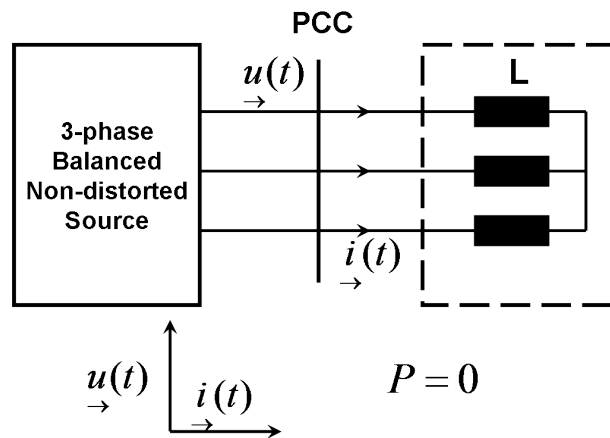 PCC
u(t)
L
3-phase
Balanced
Non-distorted
Source
i(t)
u(t)
i(t)
P = 0